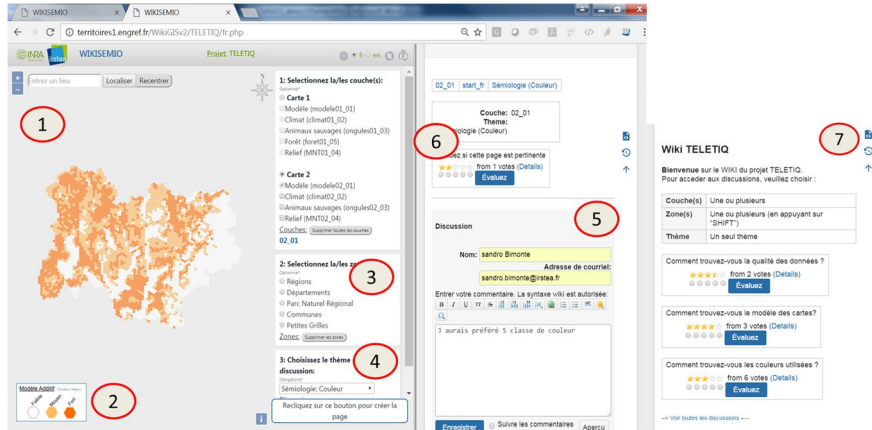 WIKISEMIO
WIKISEMIO
territoires1.engref.fr/WikiGISv2/TELETIQ/fr.php
INRA irstea WIKISEMIO Projet: TELETIQ fr en
Entrez un lieu Localiser Recentrer
1
2
Modèle Additif
Faible Moyen Fort
1: Selectionnez la/les couche(s):
Optionnel*
Carte 1
Modèle (modele01_01)
Climat (climat01_02)
Animaux sauvages (ongules01_03)
Forêt (foret01_05)
Relief (MNT01_04)
Carte 2
Modèle (modele02_01)
Climat (climat02_02)
Animaux sauvages (ongules02_03)
Relief (MNT02_04)
Couches: Supprimer toutes les couches
02_01
2: Selectionnez la/les
3
Optionnel*
Régions
Départements
Parc Naturel Régional
Communes
Petites Grilles
Zones: Supprimer les zones
3: Choisissez le thème
discussion:
4
Obligatoire*
Sémiologie: Couleur
Recliquez sur ce bouton pour créer la
page
02_01 start_fr Sémiologie (Couleur)
Couche: 02_01
Theme:
iologie (Couleur)
6
ez si cette page est pertinente
from 1 votes (Details)
Évaluez
5
Discussion
Nom: sandro Bimonte
Adresse de courriel:
sandro.bimonte@irstea.fr
Entrer votre commentaire. La syntaxe wiki est autorisée:
J aurais préféré 5 classe de couleur
Enregistrer Suivre les commentaires Aperçu
7
Wiki TELETIQ
Bienvenue sur le WIKI du projet TELETIQ.
Pour acceder aux discussions, veuillez choisir :
Couche(s) Une ou plusieurs
Zone(s) Une ou plusieurs (en appuyant sur
"SHIFT")
Thème Un seul thème
Comment trouvez-vous la qualité des données ?
from 2 votes (Details)
Évaluez
Comment trouvez-vous le modèle des cartes?
from 3 votes (Details)
Évaluez
Comment trouvez-vous les couleurs utilisées ?
from 6 votes (Details)
Évaluez
--> Voir toutes les discussions <--